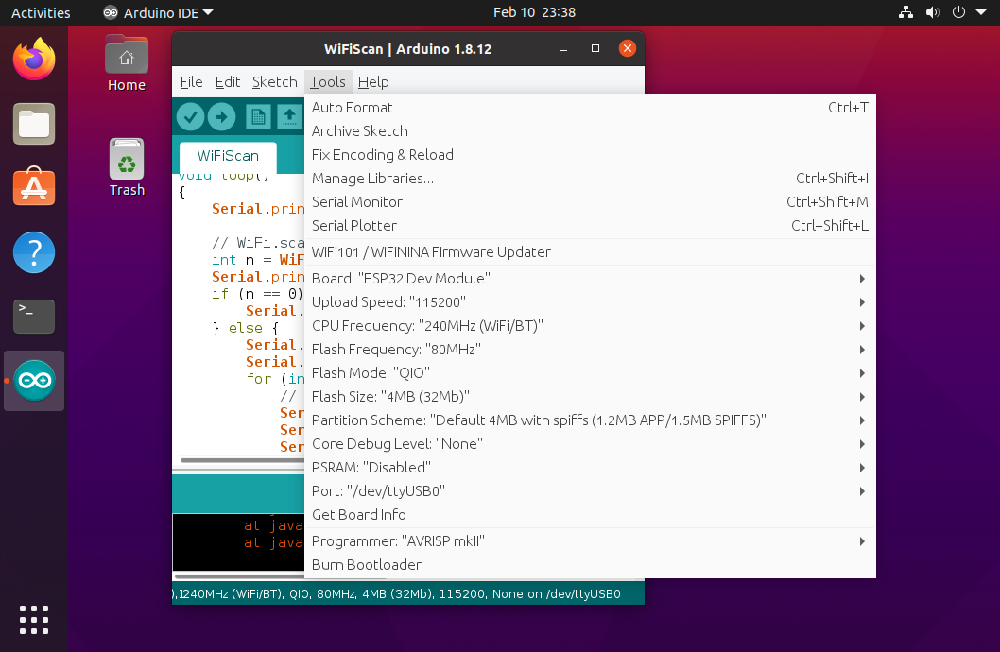 Activities
Arduino IDE
Feb 10 23:38
Home
Trash
WiFiScan | Arduino 1.8.12
File Edit Sketch Tools Help
WiFiScan
void loop()
{
Serial.prin
// WiFi.sca
int n = WiF
Serial.prin
if (n == 0)
Serial.
} else {
Serial.
Serial.
for (in
//
Ser
Ser
Ser
at java
at java
Auto Format Ctrl+T
Archive Sketch
Fix Encoding & Reload
Manage Libraries... Ctrl+Shift+I
Serial Monitor Ctrl+Shift+M
Serial Plotter Ctrl+Shift+L
WiFi101 / WiFiNINA Firmware Updater
Board: "ESP32 Dev Module"
Upload Speed: "115200"
CPU Frequency: "240MHz (WiFi/BT)"
Flash Frequency: "80MHz"
Flash Mode: "QIO"
Flash Size: "4MB (32Mb)"
Partition Scheme: "Default 4MB with spiffs (1.2MB APP/1.5MB SPIFFS)"
Core Debug Level: "None"
PSRAM: "Disabled"
Port: "/dev/ttyUSB0"
Get Board Info
Programmer: "AVRISP mkII"
Burn Bootloader
), 240MHz (WiFi/BT), QIO, 80MHz, 4MB (32Mb), 115200, None on /dev/ttyUSB0